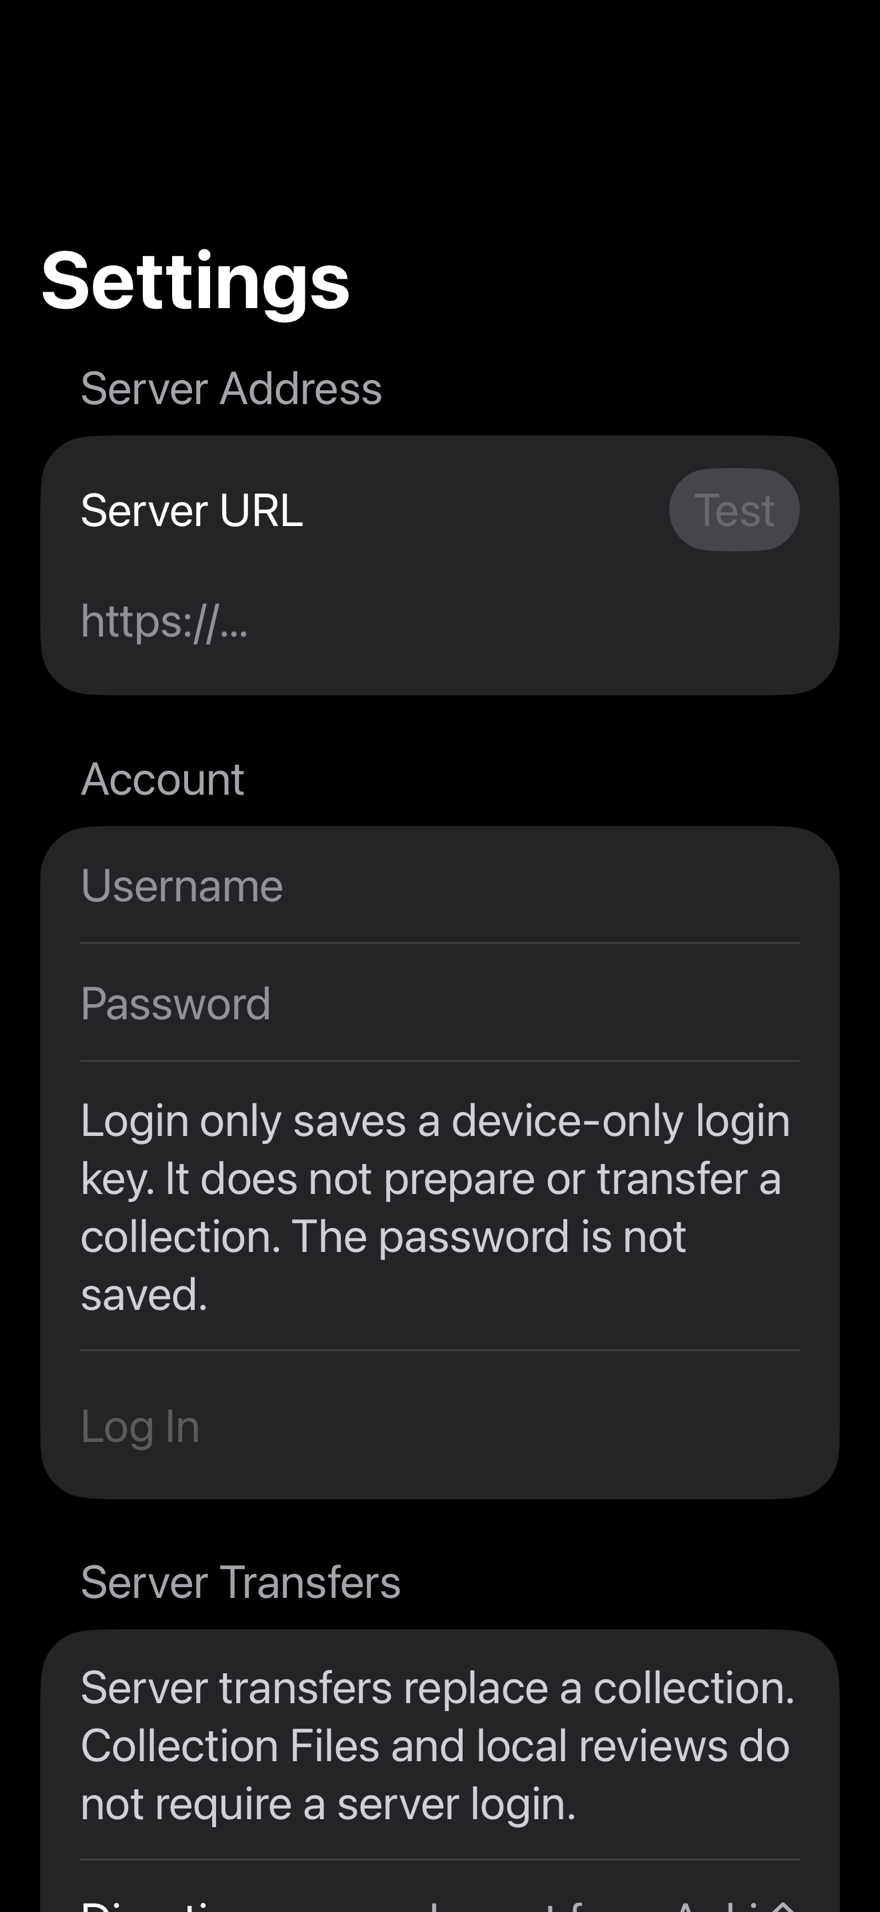 Settings
Server Address
Server URL
Test
https://...
Account
Username
Password
Login only saves a device-only login
key. It does not prepare or transfer a
collection. The password is not
saved.
Log In
Server Transfers
Server transfers replace a collection.
Collection Files and local reviews do
not require a server login.